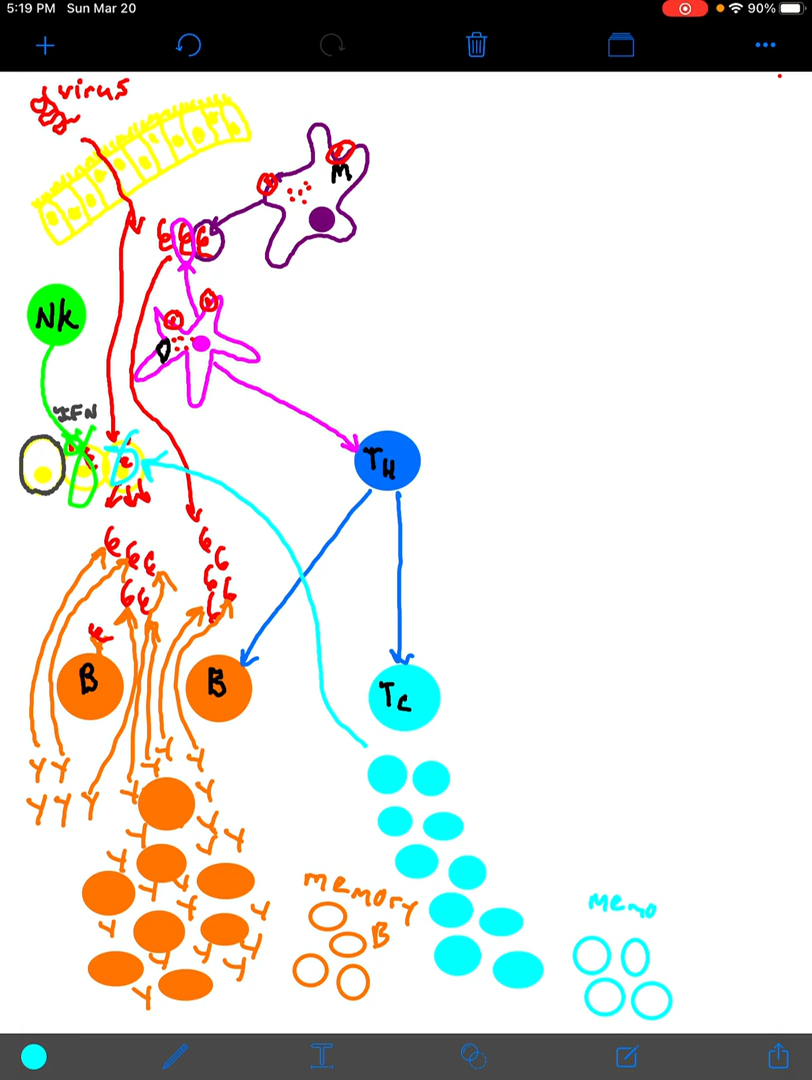 5:19 PM Sun Mar 20
90%
virus
M
NK
D
IFN
TH
B
B
Tc
Y Y
Y Y Y
memory
B
memo